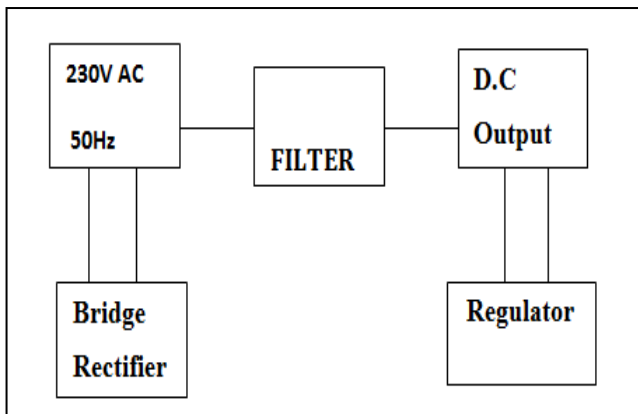 230V AC
50Hz
FILTER
D.C
Output
Bridge
Rectifier
Regulator